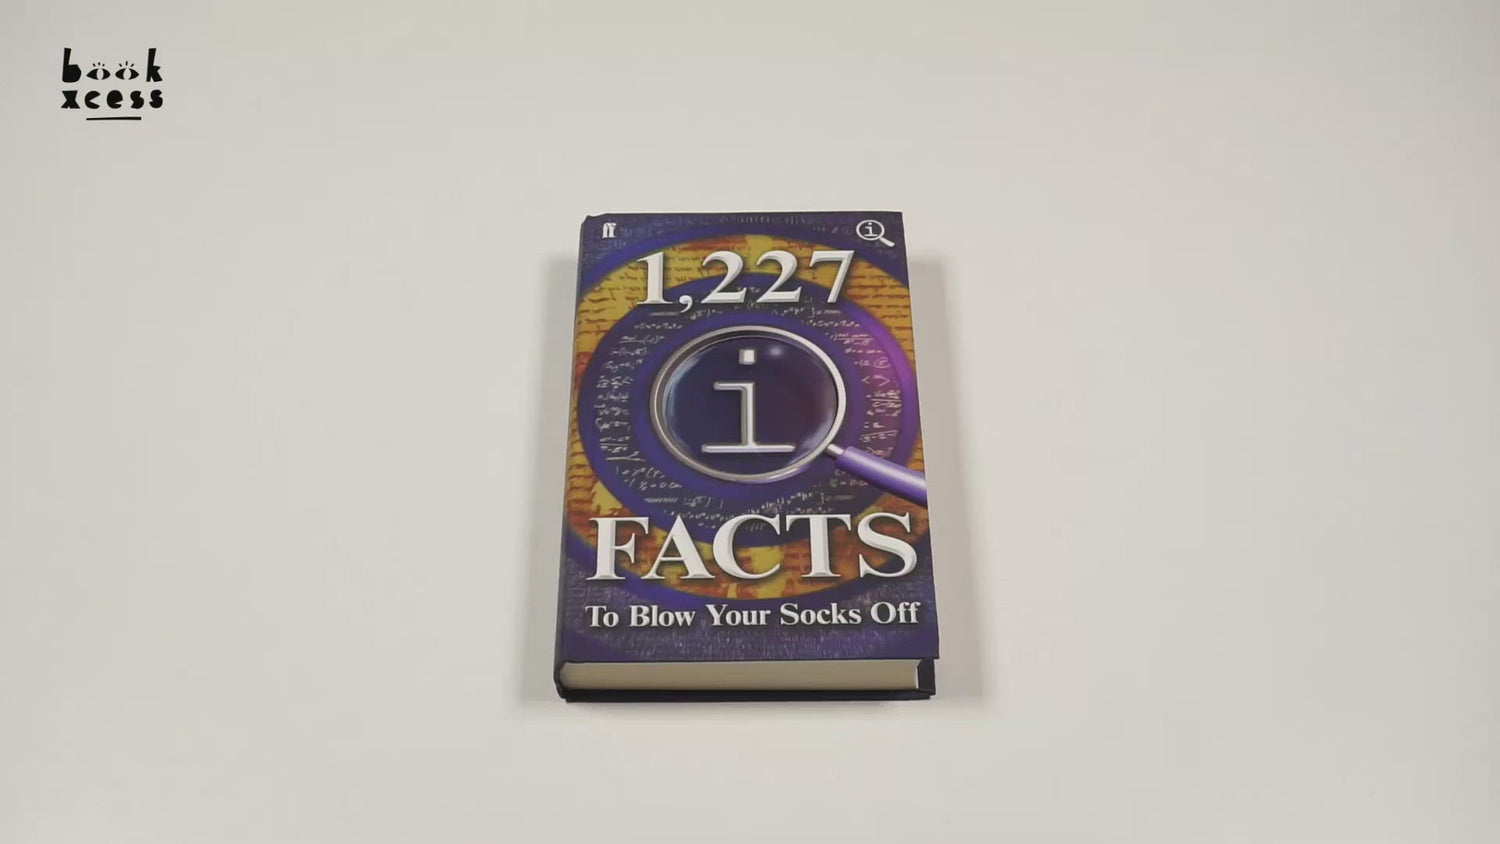 book
xcess
ff
i
1,227
i
FACTS
To Blow Your Socks Off